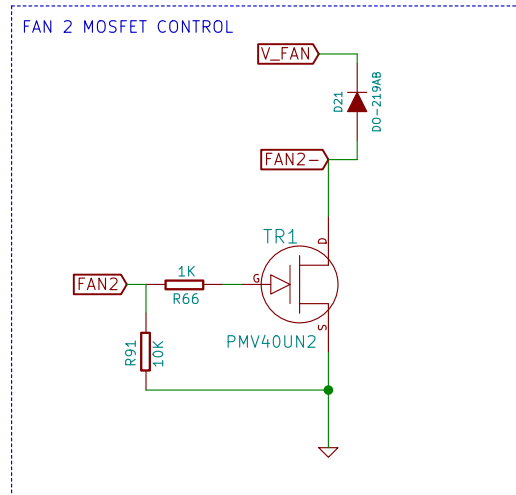 FAN 2 MOSFET CONTROL
V_FAN
D21
DO-219AB
FAN2-
TR1
D
G
S
1K
FAN2
R66
PMV40UN2
R91
10K